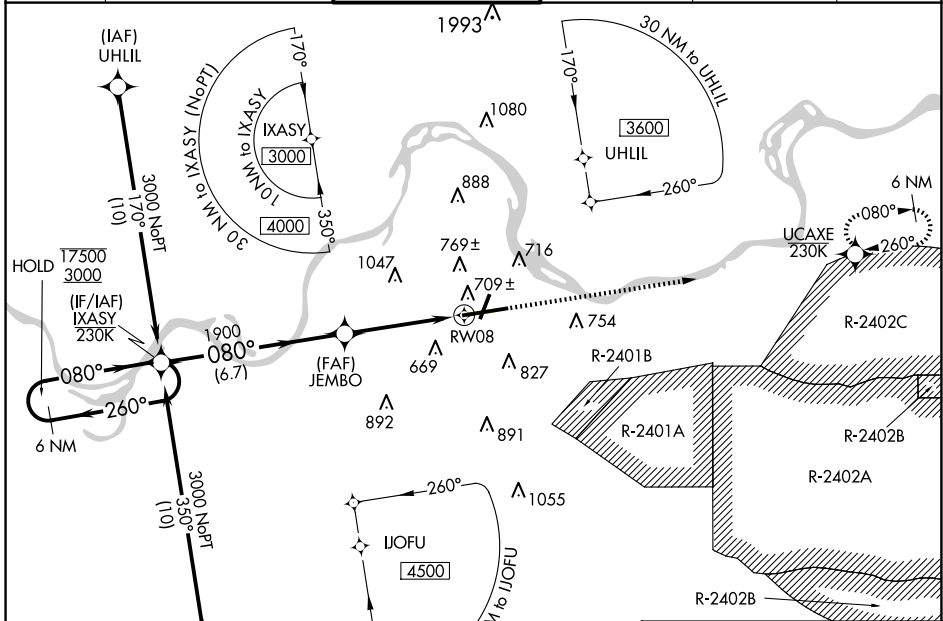 1993
(IAF)
UHLIL
30 NM to IXASY (NoPT)
10NM to IXASY
170°
IXASY
3000
4000
350°
30 NM to UHLIL
170°
3600
UHLIL
260°
1080
888
769±
716
1047
709±
3000 NoPT
170°
(10)
6 NM
080°
260°
UCAXE
230K
HOLD
17500
3000
(IF/IAF)
IXASY
230K
1900
080°
(6.7)
(FAF)
JEMBO
RW08
754
669
827
892
891
1055
080°
260°
6 NM
R-2402C
R-2401B
R-2401A
R-2402B
R-2402A
R-2402B
3000 NoPT
350°
(10)
260°
IJOFU
4500
M to IJOFU